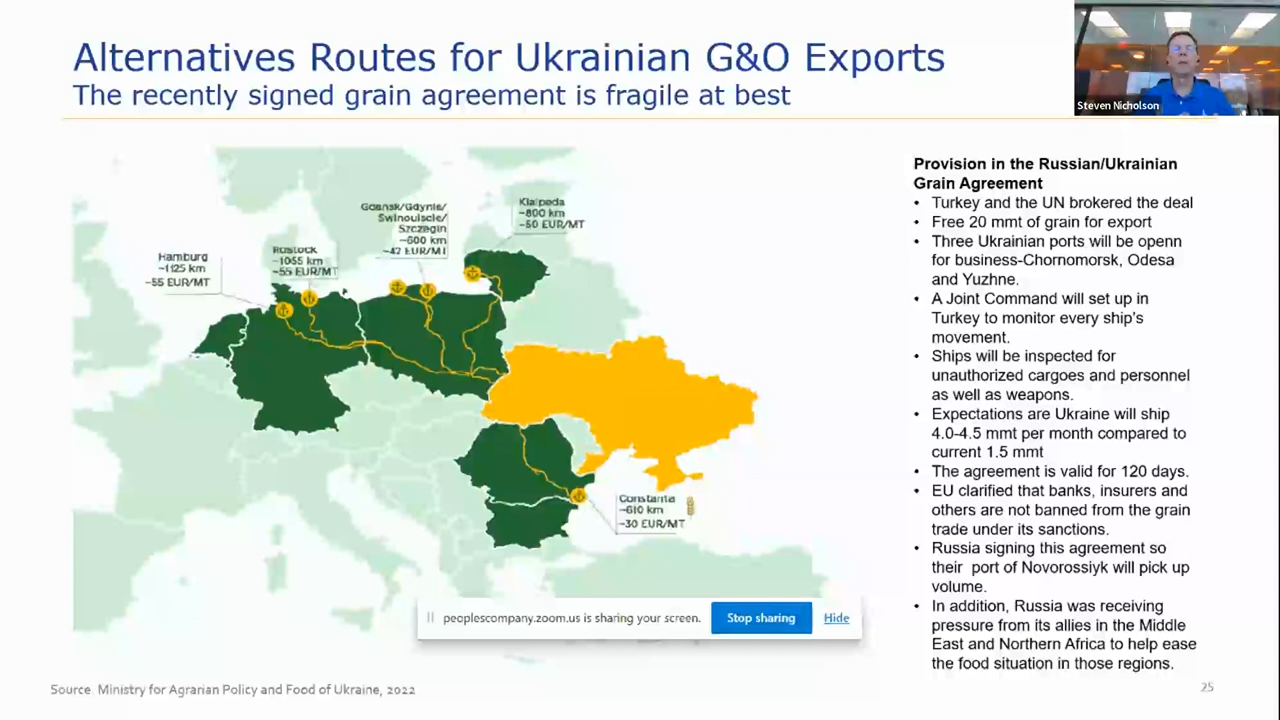 Alternatives Routes for Ukrainian G&O Exports
The recently signed grain agreement is fragile at best
Steven Nicholson
Hamburg
~1125 km
~55 EUR/MT
Rostock
~1055 km
~55 EUR/MT
Gdansk/Gdynie/
Swinouiscie/
Szczegin
~600 km
~42 EUR/MT
Klaipeda
~800 km
~50 EUR/MT
Constanta
~610 km
~30 EUR/MT
Provision in the Russian/Ukrainian
Grain Agreement
• Turkey and the UN brokered the deal
• Free 20 mmt of grain for export
• Three Ukrainian ports will be openn
for business-Chornomorsk, Odesa
and Yuzhne.
• A Joint Command will set up in
Turkey to monitor every ship's
movement.
• Ships will be inspected for
unauthorized cargoes and personnel
as well as weapons.
• Expectations are Ukraine will ship
4.0-4.5 mmt per month compared to
current 1.5 mmt
• The agreement is valid for 120 days.
• EU clarified that banks, insurers and
others are not banned from the grain
trade under its sanctions.
• Russia signing this agreement so
their port of Novorossiyk will pick up
volume.
• In addition, Russia was receiving
pressure from its allies in the Middle
East and Northern Africa to help ease
the food situation in those regions.
peoplescompany.zoom.us is sharing your screen.
Stop sharing
Hide
Source: Ministry for Agrarian Policy and Food of Ukraine, 2022
25